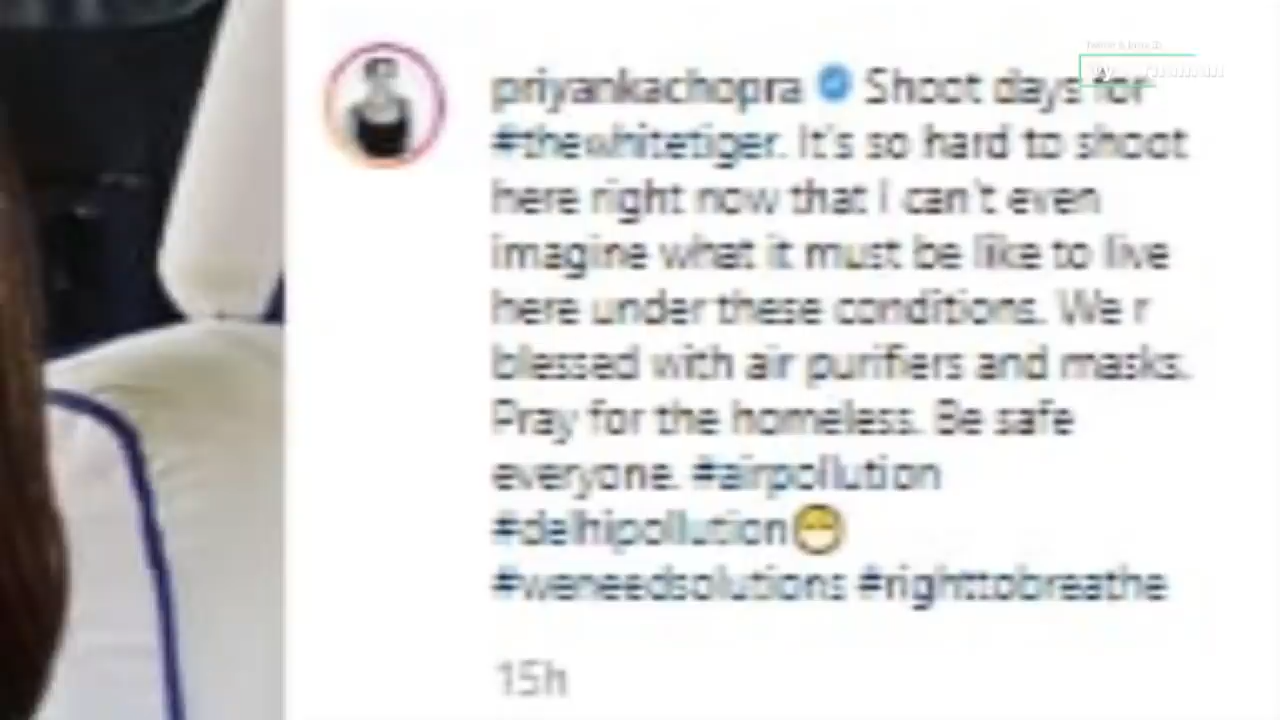 priyankachopra Shoot days for
#thewhitetiger. It's so hard to shoot
here right now that I can't even
imagine what it must be like to live
here under these conditions. We r
blessed with air purifiers and masks.
Pray for the homeless. Be safe
everyone. #airpollution
#delhipollution😷
#weneedsolutions #righttobreathe
15h